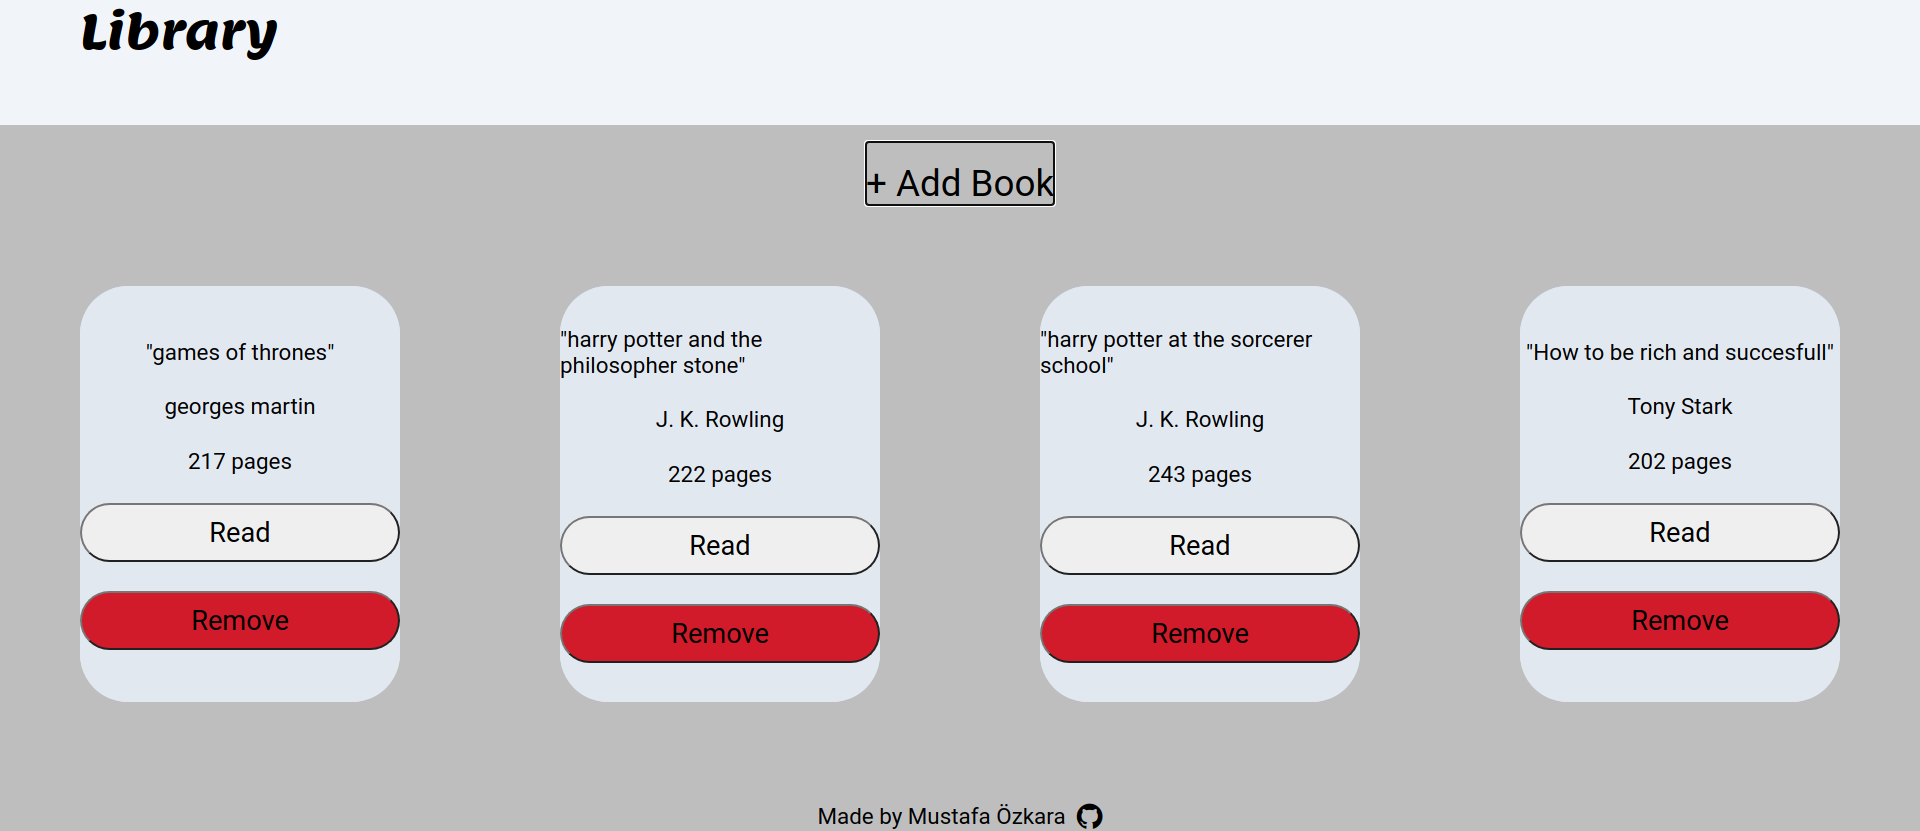 Library
+ Add Book
"games of thrones"
georges martin
217 pages
Read
Remove
"harry potter and the
philosopher stone"
J. K. Rowling
222 pages
Read
Remove
"harry potter at the sorcerer
school"
J. K. Rowling
243 pages
Read
Remove
"How to be rich and succesfull"
Tony Stark
202 pages
Read
Remove
Made by Mustafa Özkara